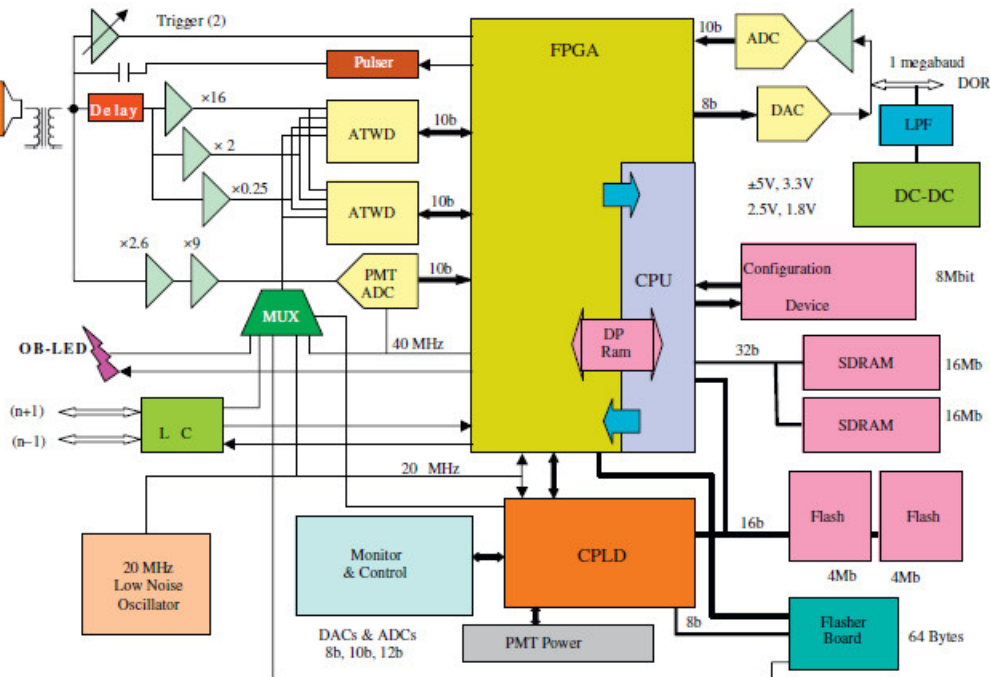 Trigger (2)
FPGA
10b
ADC
1 megabaud
DOR
Pulser
Delay
×16
ATWD
10b
8b
DAC
LPF
× 2
×0.25
ATWD
10b
±5V, 3.3V
2.5V, 1.8V
DC-DC
×2.6
×9
PMT
ADC
10b
CPU
Configuration
Device
8Mbit
MUX
OB-LED
40 MHz
DP
Ram
32b
SDRAM
16Mb
(n+1)
(n−1)
L C
SDRAM
16Mb
20 MHz
20 MHz
Low Noise
Oscillator
Monitor
& Control
CPLD
16b
Flash
Flash
4Mb
4Mb
DACs & ADCs
8b, 10b, 12b
PMT Power
8b
Flasher
Board
64 Bytes